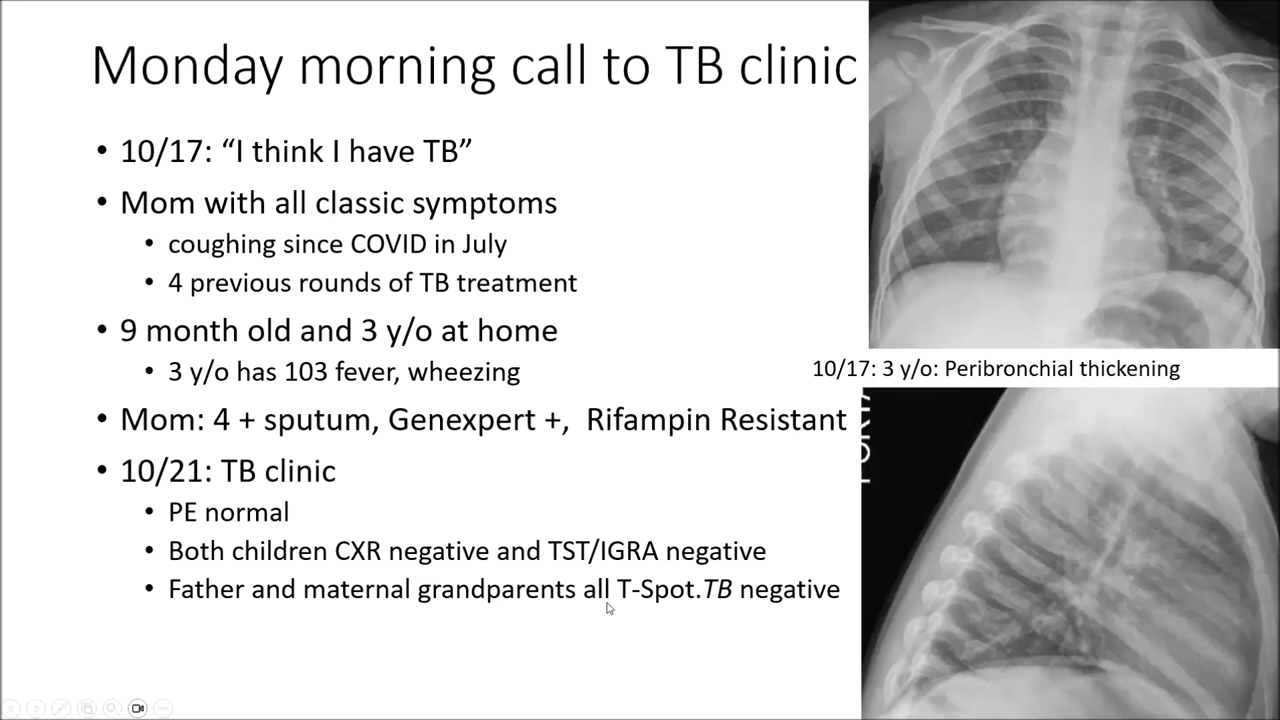 Monday morning call to TB clinic
• 10/17: “I think I have TB”
• Mom with all classic symptoms
• coughing since COVID in July
• 4 previous rounds of TB treatment
• 9 month old and 3 y/o at home
• 3 y/o has 103 fever, wheezing
• Mom: 4 + sputum, Genexpert +,  Rifampin Resistant
• 10/21: TB clinic
• PE normal
• Both children CXR negative and TST/IGRA negative
• Father and maternal grandparents all T-Spot.TB negative
10/17: 3 y/o: Peribronchial thickening